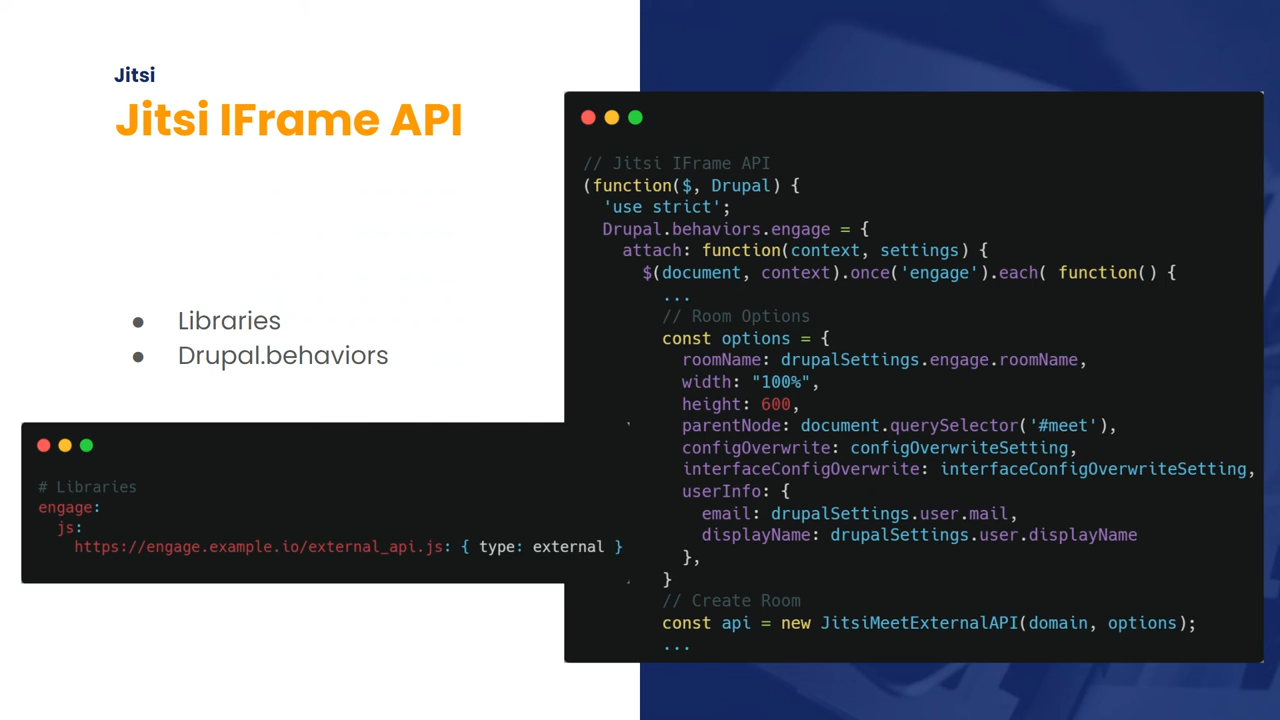 Jitsi
Jitsi IFrame API
● Libraries
● Drupal.behaviors
# Libraries
engage:
  js:
    https://engage.example.io/external_api.js: { type: external }
// Jitsi IFrame API
(function($, Drupal) {
  'use strict';
  Drupal.behaviors.engage = {
    attach: function(context, settings) {
      $(document, context).once('engage').each( function() {
        ...
        // Room Options
        const options = {
          roomName: drupalSettings.engage.roomName,
          width: "100%",
          height: 600,
          parentNode: document.querySelector('#meet'),
          configOverwrite: configOverwriteSetting,
          interfaceConfigOverwrite: interfaceConfigOverwriteSetting,
          userInfo: {
            email: drupalSettings.user.mail,
            displayName: drupalSettings.user.displayName
          },
        }
        // Create Room
        const api = new JitsiMeetExternalAPI(domain, options);
        ...